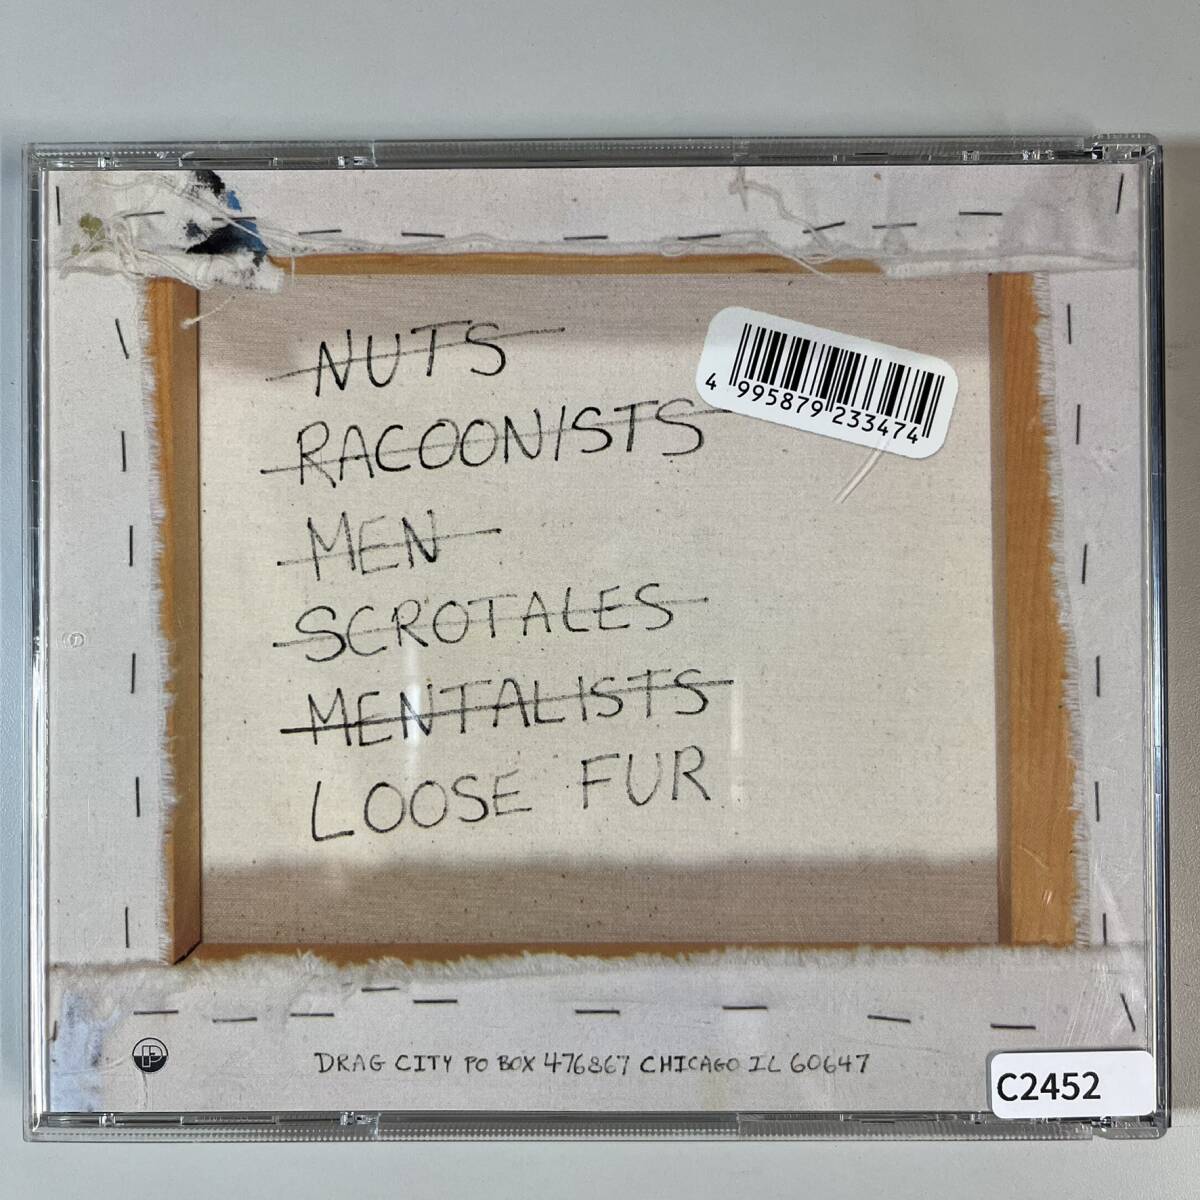 NUTS
RACOONISTS
MEN
SCROTALES
MENTALISTS
LOOSE FUR
4 995879 233474
DRAG CITY PO BOX 476867 CHICAGO IL 60647
C2452